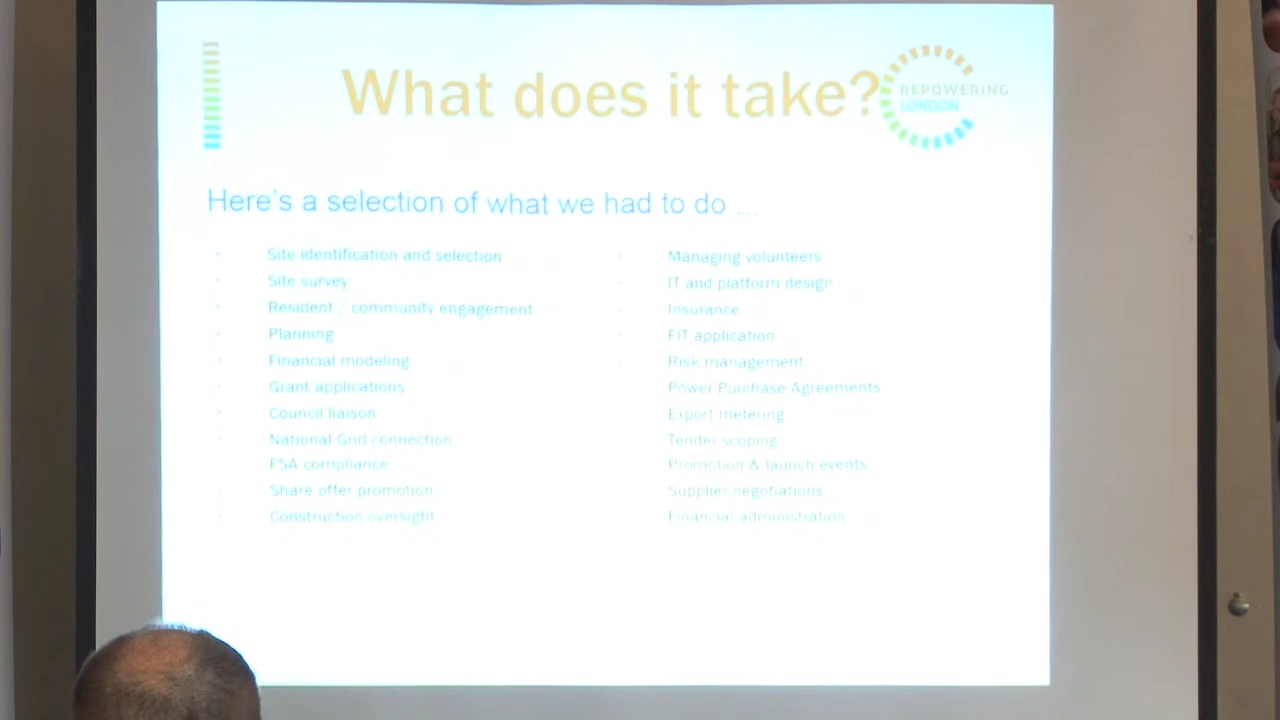 What does it take?
REPOWERING
LONDON
Here's a selection of what we had to do ...
Site identification and selection
Site survey
Resident / community engagement
Planning
Financial modeling
Grant applications
Council liaison
National Grid connection
FSA compliance
Share offer promotion
Construction oversight
Managing volunteers
IT and platform design
Insurance
FIT application
Risk management
Power Purchase Agreements
Export metering
Tender scoping
Promotion & launch events
Supplier negotiations
Financial administration